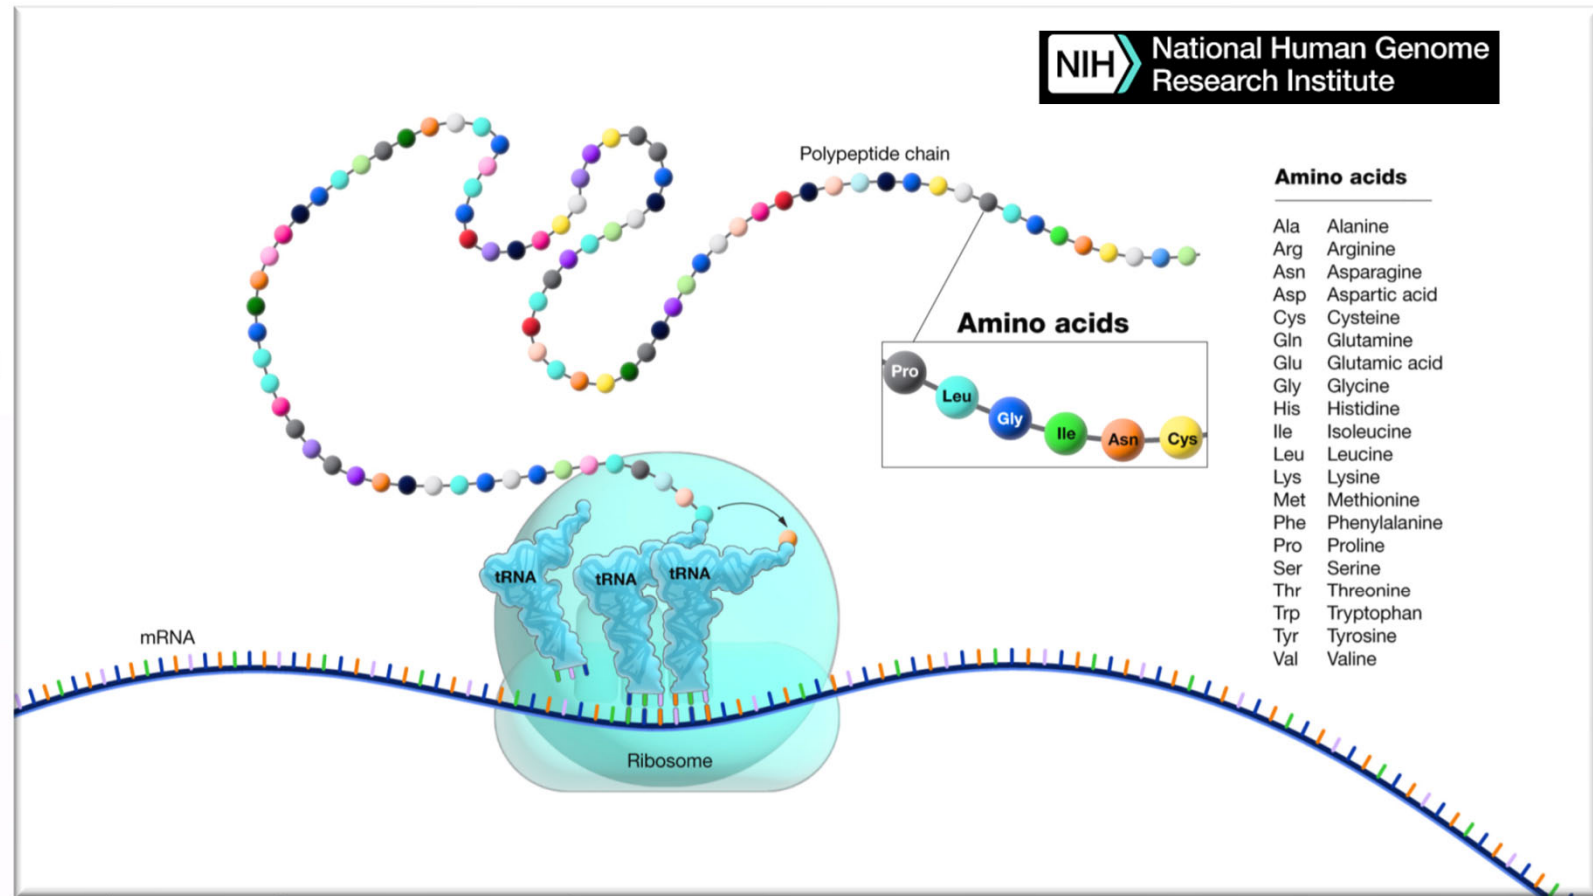 NIH National Human Genome
Research Institute
Polypeptide chain
Amino acids
Ala Alanine
Arg Arginine
Asn Asparagine
Asp Aspartic acid
Cys Cysteine
Gln Glutamine
Glu Glutamic acid
Gly Glycine
His Histidine
Ile Isoleucine
Leu Leucine
Lys Lysine
Met Methionine
Phe Phenylalanine
Pro Proline
Ser Serine
Thr Threonine
Trp Tryptophan
Tyr Tyrosine
Val Valine
Amino acids
Pro
Leu
Gly
Ile
Asn
Cys
tRNA
tRNA
tRNA
mRNA
Ribosome